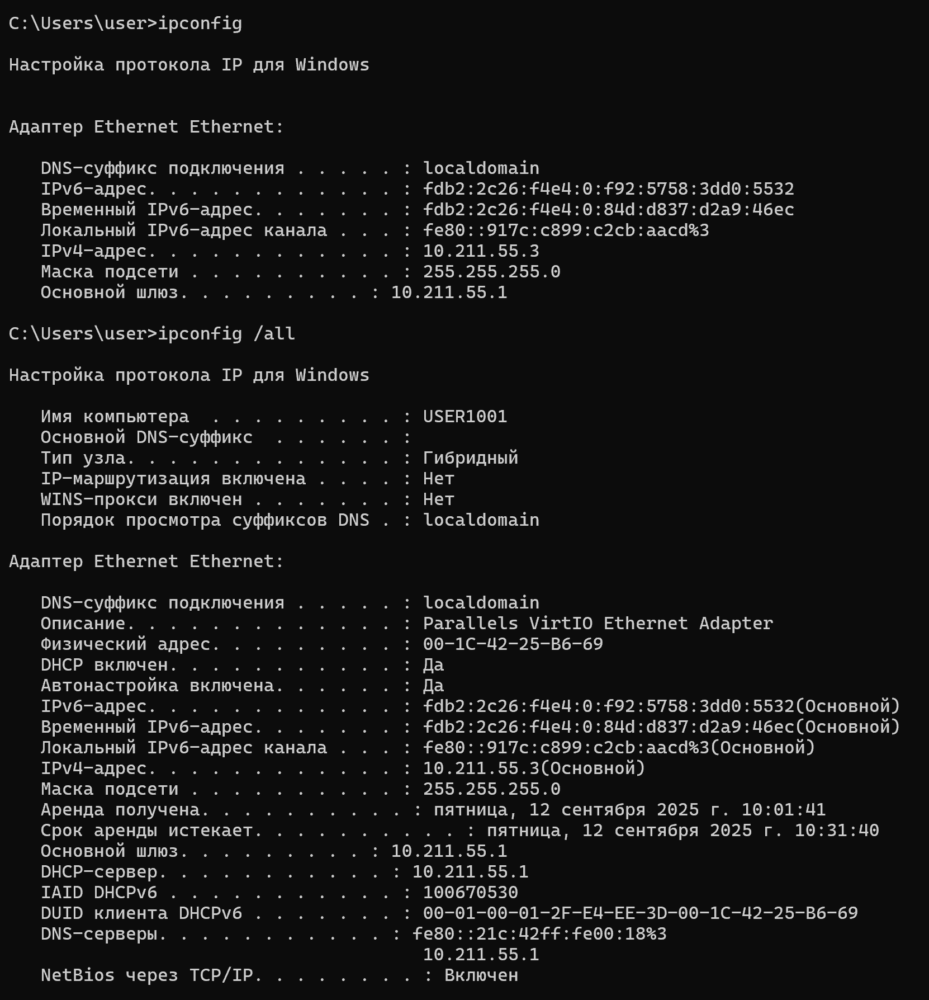 C:\Users\user>ipconfig
Настройка протокола IP для Windows
Адаптер Ethernet Ethernet:
DNS-суффикс подключения . . . . . : localdomain
IPv6-адрес. . . . . . . . . . . . : fdb2:2c26:f4e4:0:f92:5758:3dd0:5532
Временный IPv6-адрес. . . . . . . : fdb2:2c26:f4e4:0:84d:d837:d2a9:46ec
Локальный IPv6-адрес канала . . . : fe80::917c:c899:c2cb:aacd%3
IPv4-адрес. . . . . . . . . . . . : 10.211.55.3
Маска подсети . . . . . . . . . . : 255.255.255.0
Основной шлюз. . . . . . . . . : 10.211.55.1
C:\Users\user>ipconfig /all
Настройка протокола IP для Windows
Имя компьютера  . . . . . . . . . : USER1001
Основной DNS-суффикс  . . . . . . :
Тип узла. . . . . . . . . . . . . : Гибридный
IP-маршрутизация включена . . . . : Нет
WINS-прокси включен . . . . . . . : Нет
Порядок просмотра суффиксов DNS . : localdomain
Адаптер Ethernet Ethernet:
DNS-суффикс подключения . . . . . : localdomain
Описание. . . . . . . . . . . . . : Parallels VirtIO Ethernet Adapter
Физический адрес. . . . . . . . . : 00-1C-42-25-B6-69
DHCP включен. . . . . . . . . . . : Да
Автонастройка включена. . . . . . : Да
IPv6-адрес. . . . . . . . . . . . : fdb2:2c26:f4e4:0:f92:5758:3dd0:5532(Основной)
Временный IPv6-адрес. . . . . . . : fdb2:2c26:f4e4:0:84d:d837:d2a9:46ec(Основной)
Локальный IPv6-адрес канала . . . : fe80::917c:c899:c2cb:aacd%3(Основной)
IPv4-адрес. . . . . . . . . . . . : 10.211.55.3(Основной)
Маска подсети . . . . . . . . . . : 255.255.255.0
Аренда получена. . . . . . . . . . : пятница, 12 сентября 2025 г. 10:01:41
Срок аренды истекает. . . . . . . . . . : пятница, 12 сентября 2025 г. 10:31:40
Основной шлюз. . . . . . . . . : 10.211.55.1
DHCP-сервер. . . . . . . . . . . : 10.211.55.1
IAID DHCPv6 . . . . . . . . . . . : 100670530
DUID клиента DHCPv6 . . . . . . . : 00-01-00-01-2F-E4-EE-3D-00-1C-42-25-B6-69
DNS-серверы. . . . . . . . . . . : fe80::21c:42ff:fe00:18%3
10.211.55.1
NetBios через TCP/IP. . . . . . . . : Включен